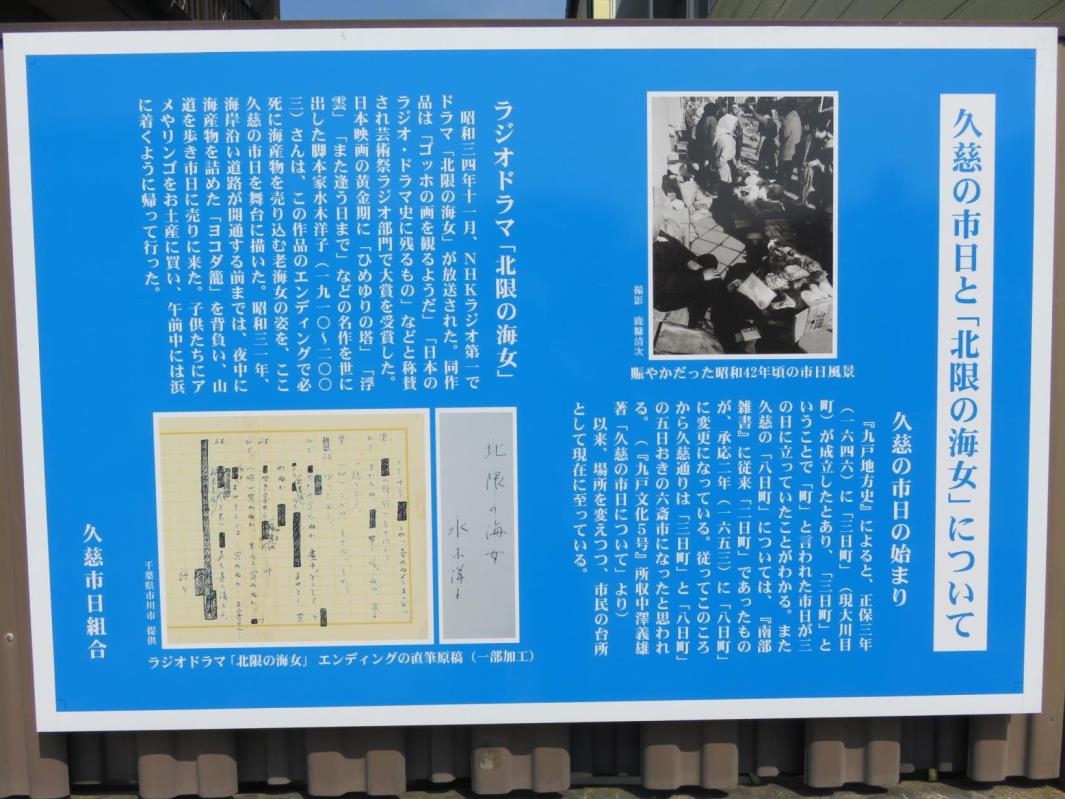 久慈の市日と「北限の海女」について
撮影　鹿糠清次
賑やかだった昭和42年頃の市日風景
久慈の市日の始まり
『九戸地方史』によると、正保三年
（一六四六）に「三日町」（現大川目
町）が成立したとあり、「三日町」と
いうことで「町」と言われた市日が三
の日に立っていたことがわかる。また
久慈の「八日町」については、『南部
雑書』に従来「二日町」であったもの
が、承応二年（一六五三）に「八日町」
に変更になっている。従ってこのころ
から久慈通りは「三日町」と「八日町」
の五日おきの六斎市になったと思われ
る。（『九戸文化5号』所収中澤義雄
著「久慈の市日について」より）
以来、場所を変えつつ、市民の台所
として現在に至っている。
ラジオドラマ「北限の海女」
昭和三四年十一月、NHKラジオ第一で
ドラマ「北限の海女」が放送された。同作
品は「ゴッホの画を観るようだ」「日本の
ラジオ・ドラマ史に残るもの」などと称賛
され芸術祭ラジオ部門で大賞を受賞した。
日本映画の黄金期に「ひめゆりの塔」「浮
雲」「また逢う日まで」などの名作を世に
出した脚本家水木洋子（一九一〇～二〇〇
三）さんは、この作品のエンディングで必
死に海産物を売り込む老海女の姿を、ここ
久慈の市日を舞台に描いた。昭和三一年、
海岸沿い道路が開通する前までは、夜中に
海産物を詰めた「ヨコダ籠」を背負い、山
道を歩き市日に売りに来た。子供たちにア
メやリンゴをお土産に買い、午前中には浜
に着くように帰って行った。
北限の海女
水木洋子
千葉県市川市　提供
ラジオドラマ「北限の海女」エンディングの直筆原稿（一部加工）
久慈市日組合